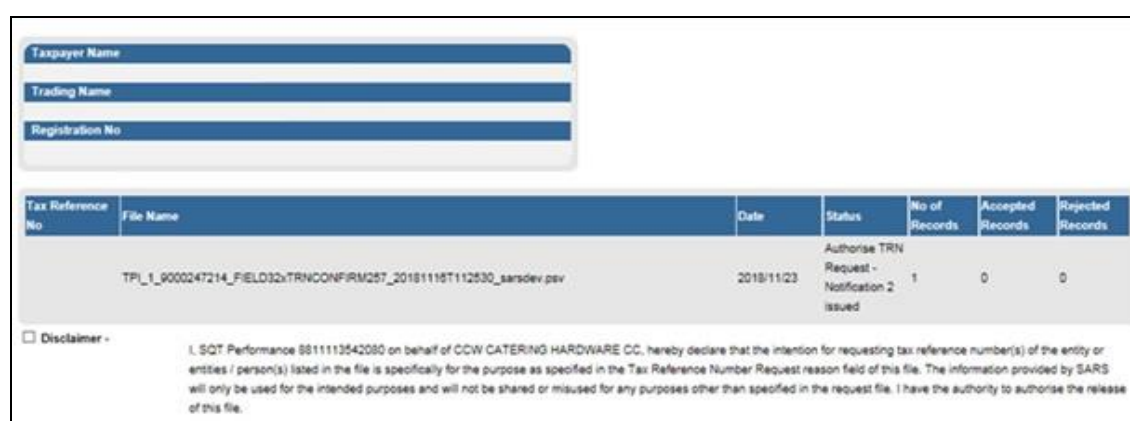 Taxpayer Name
Trading Name
Registration No
Tax Reference No File Name Date Status No of Records Accepted Records Rejected Records
TPI_1_9000247214_FIELD32xTRNCONFIRM257_20181116T112530_sarsdev.psv 2018/11/23 Authorise TRN Request - Notification 2 issued 1 0 0
Disclaimer -
I, SQT Performance 8811113542080 on behalf of CCW CATERING HARDWARE CC, hereby declare that the intention for requesting tax reference number(s) of the entity or
entities / person(s) listed in the file is specifically for the purpose as specified in the Tax Reference Number Request reason field of this file. The information provided by SARS
will only be used for the intended purposes and will not be shared or misused for any purposes other than specified in the request file. I have the authority to authorise the release
of this file.